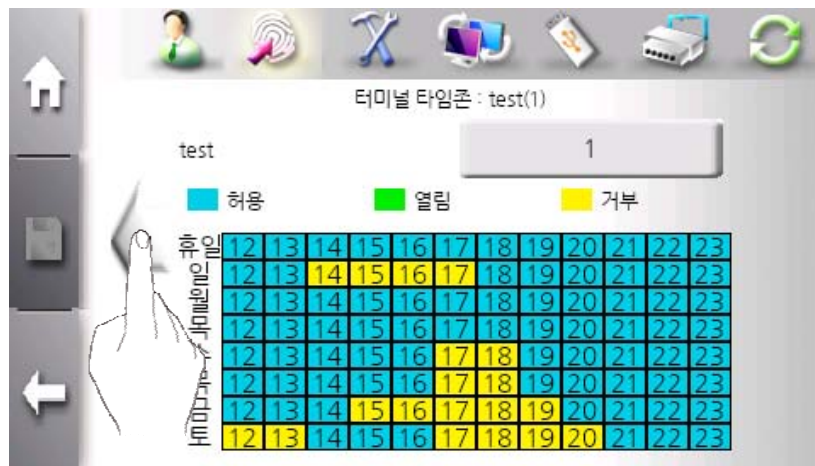 터미널 타임존 : test(1)
test 1
허용 열림 거부
휴일 12 13 14 15 16 17 18 19 20 21 22 23
일 12 13 14 15 16 17 18 19 20 21 22 23
월 12 13 14 15 16 17 18 19 20 21 22 23
12 13 14 15 16 17 18 19 20 21 22 23
12 13 14 15 16 17 18 19 20 21 22 23
12 13 14 15 16 17 18 19 20 21 22 23
12 13 14 15 16 17 18 19 20 21 22 23
토 12 13 14 15 16 17 18 19 20 21 22 23